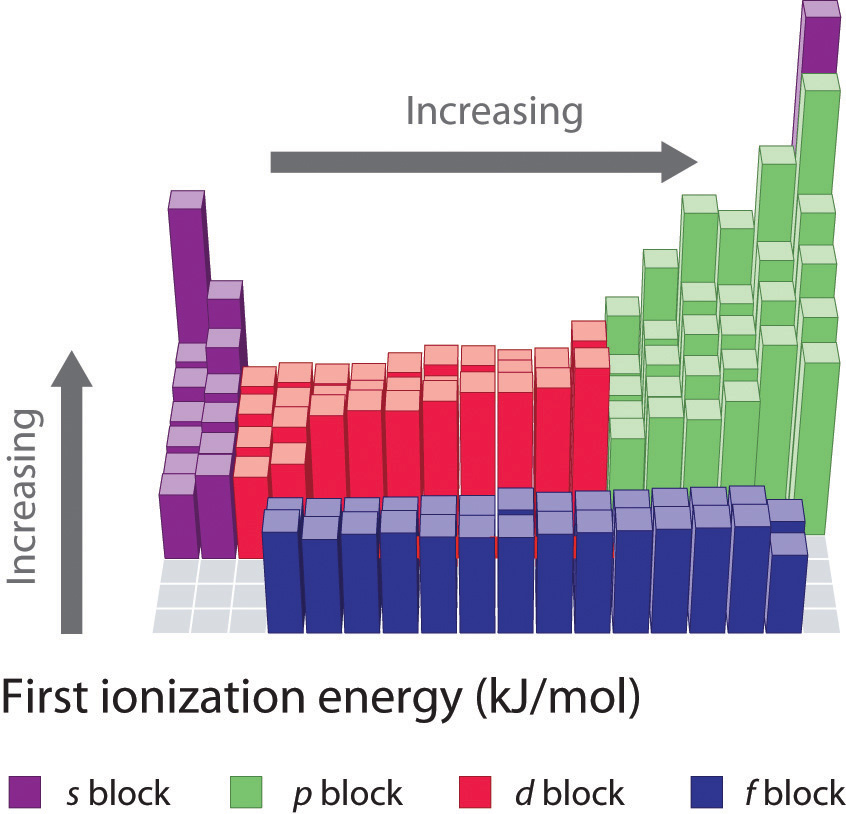 Increasing
Increasing
First ionization energy (kJ/mol)
s block
p block
d block
f block